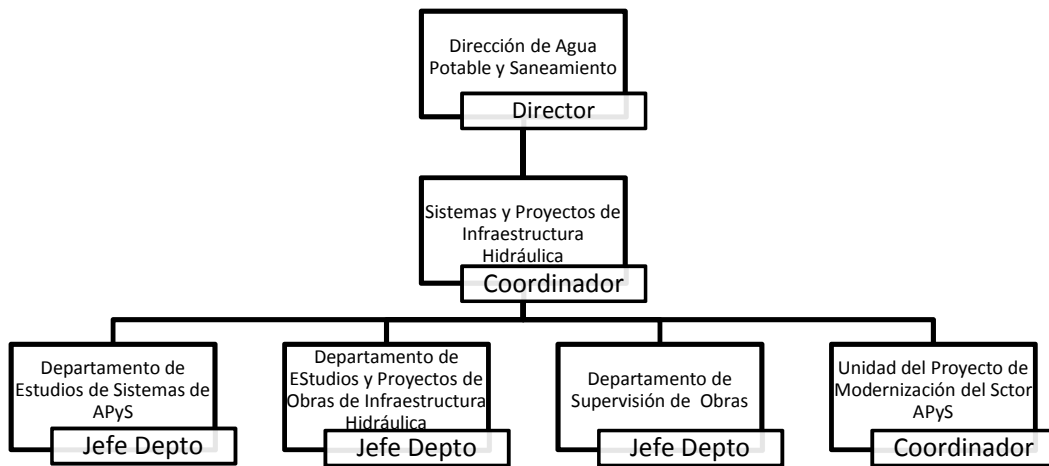 Dirección de Agua
Potable y Saneamiento
Director
Sistemas y Proyectos de
Infraestructura
Hidráulica
Coordinador
Departamento de
Estudios de Sistemas de
APyS
Jefe Depto
Departamento de
EStudios y Proyectos de
Obras de Infraestructura
Hidráulica
Jefe Depto
Departamento de
Supervisión de Obras
Jefe Depto
Unidad del Proyecto de
Modernización del Sctor
APyS
Coordinador